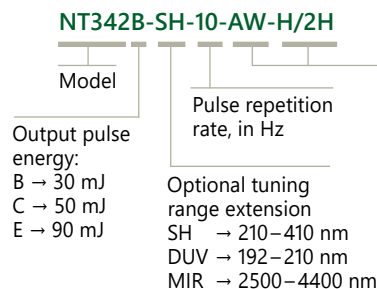 NT342B-SH-10-AW-H/2H
Model
Pulse repetition
rate, in Hz
Output pulse
energy:
B → 30 mJ
C → 50 mJ
E → 90 mJ
Optional tuning
range extension
SH → 210–410 nm
DUV → 192–210 nm
MIR → 2500–4400 nm